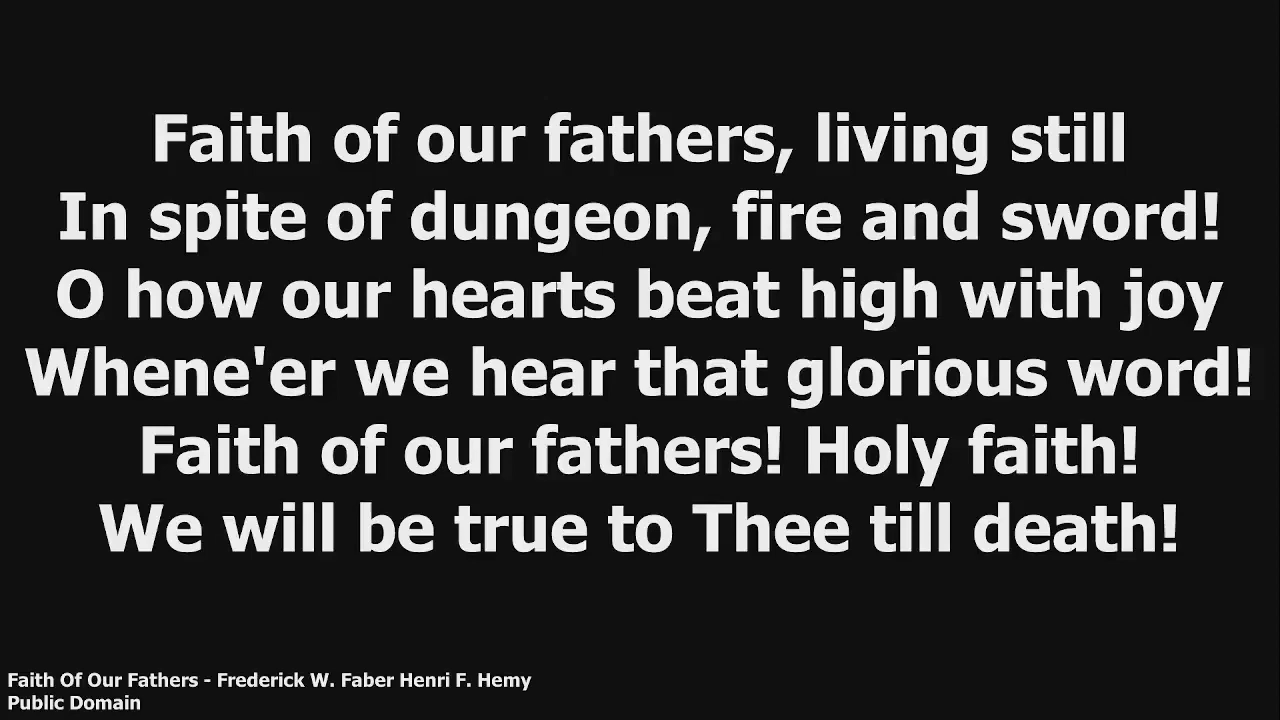 Faith of our fathers, living still
In spite of dungeon, fire and sword!
O how our hearts beat high with joy
Whene'er we hear that glorious word!
Faith of our fathers! Holy faith!
We will be true to Thee till death!
Faith Of Our Fathers - Frederick W. Faber Henri F. Hemy
Public Domain